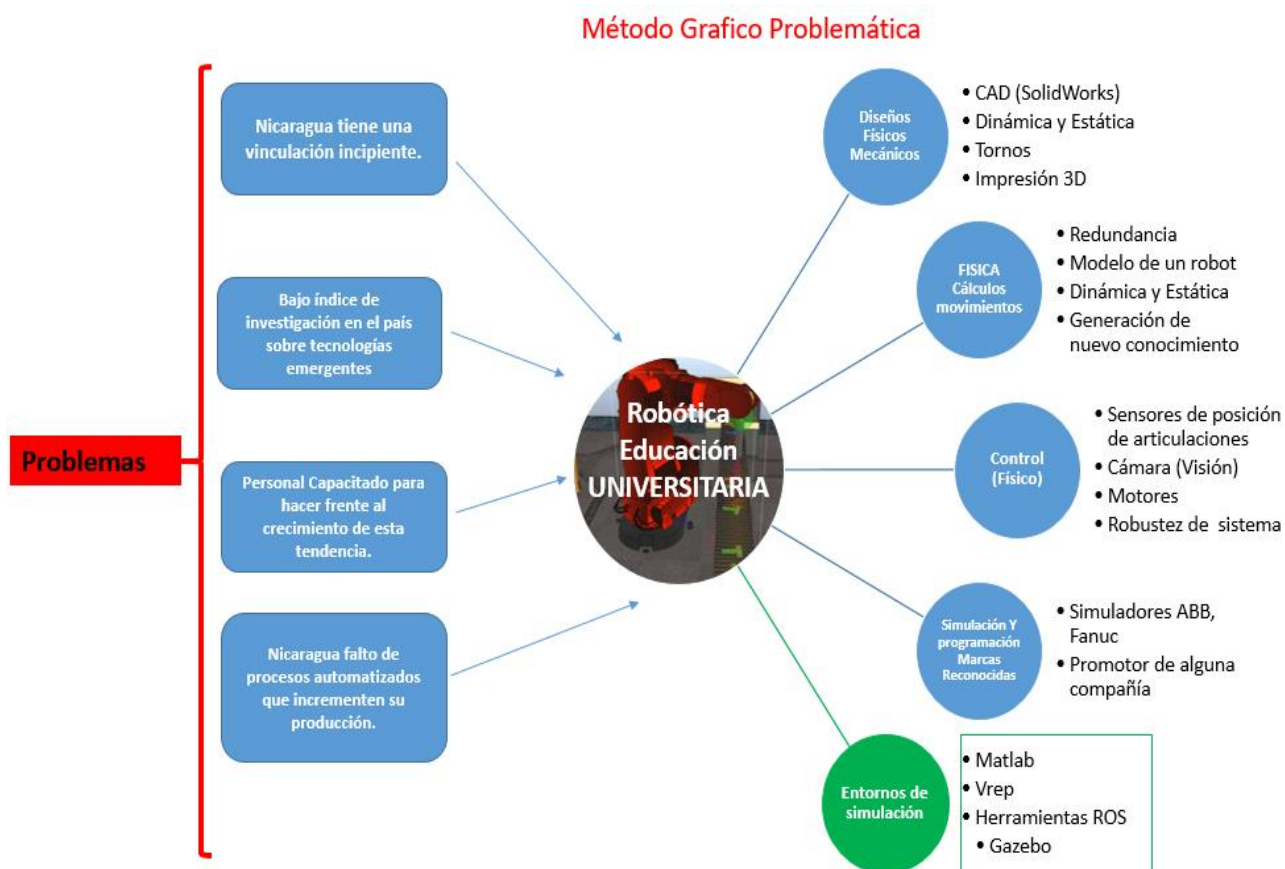 Método Grafico Problemática
Problemas
Nicaragua tiene una
vinculación incipiente.
Bajo índice de
investigación en el país
sobre tecnologías
emergentes
Personal Capacitado para
hacer frente al
crecimiento de esta
tendencia.
Nicaragua falto de
procesos automatizados
que incrementen su
producción.
Robótica
Educación
UNIVERSITARIA
Diseños
Físicos
Mecánicos
• CAD (SolidWorks)
• Dinámica y Estática
• Tornos
• Impresión 3D
FISICA
Cálculos
movimientos
• Redundancia
• Modelo de un robot
• Dinámica y Estática
• Generación de
nuevo conocimiento
Control
(Físico)
• Sensores de posición
de articulaciones
• Cámara (Visión)
• Motores
• Robustez de sistema
Simulación Y
programación
Marcas
Reconocidas
• Simuladores ABB,
Fanuc
• Promotor de alguna
compañía
Entornos de
simulación
• Matlab
• Vrep
• Herramientas ROS
• Gazebo